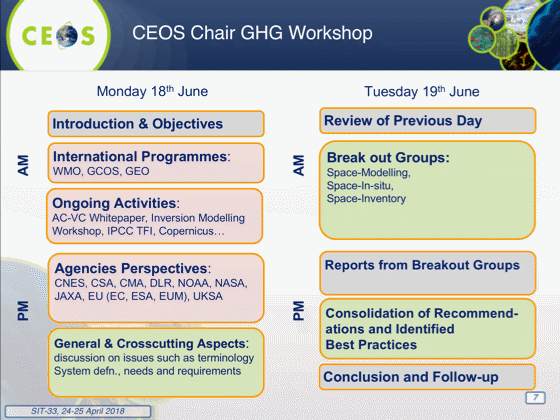 CEOS
CEOS Chair GHG Workshop
Monday 18th June
AM
Introduction & Objectives
International Programmes:
WMO, GCOS, GEO
Ongoing Activities:
AC-VC Whitepaper, Inversion Modelling
Workshop, IPCC TFI, Copernicus…
PM
Agencies Perspectives:
CNES, CSA, CMA, DLR, NOAA, NASA,
JAXA, EU (EC, ESA, EUM), UKSA
General & Crosscutting Aspects:
discussion on issues such as terminology
System defn., needs and requirements
Tuesday 19th June
AM
Review of Previous Day
Break out Groups:
Space-Modelling,
Space-In-situ,
Space-Inventory
PM
Reports from Breakout Groups
Consolidation of Recommend-
ations and Identified
Best Practices
Conclusion and Follow-up
SIT-33, 24-25 April 2018
7